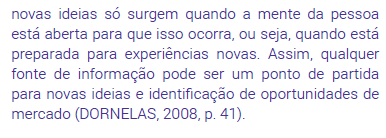 novas ideias só surgem quando a mente da pessoa
está aberta para que isso ocorra, ou seja, quando está
preparada para experiências novas. Assim, qualquer
fonte de informação pode ser um ponto de partida
para novas ideias e identificação de oportunidades de
mercado (DORNELAS, 2008, p. 41).